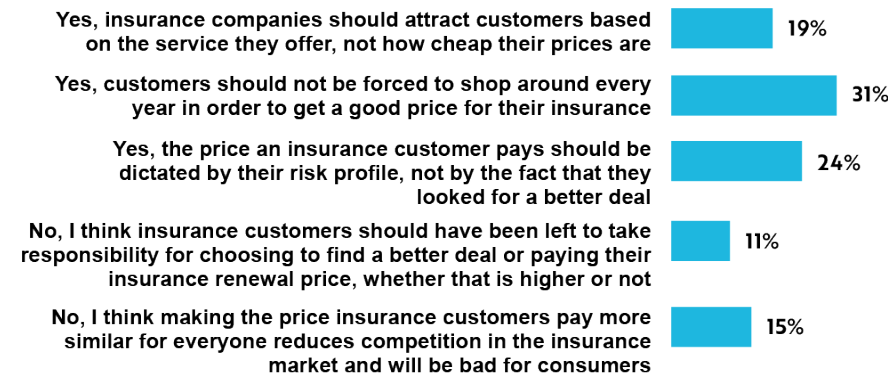 Yes, insurance companies should attract customers based
on the service they offer, not how cheap their prices are
19%
Yes, customers should not be forced to shop around every
year in order to get a good price for their insurance
31%
Yes, the price an insurance customer pays should be
dictated by their risk profile, not by the fact that they
looked for a better deal
24%
No, I think insurance customers should have been left to take
responsibility for choosing to find a better deal or paying their
insurance renewal price, whether that is higher or not
11%
No, I think making the price insurance customers pay more
similar for everyone reduces competition in the insurance
market and will be bad for consumers
15%